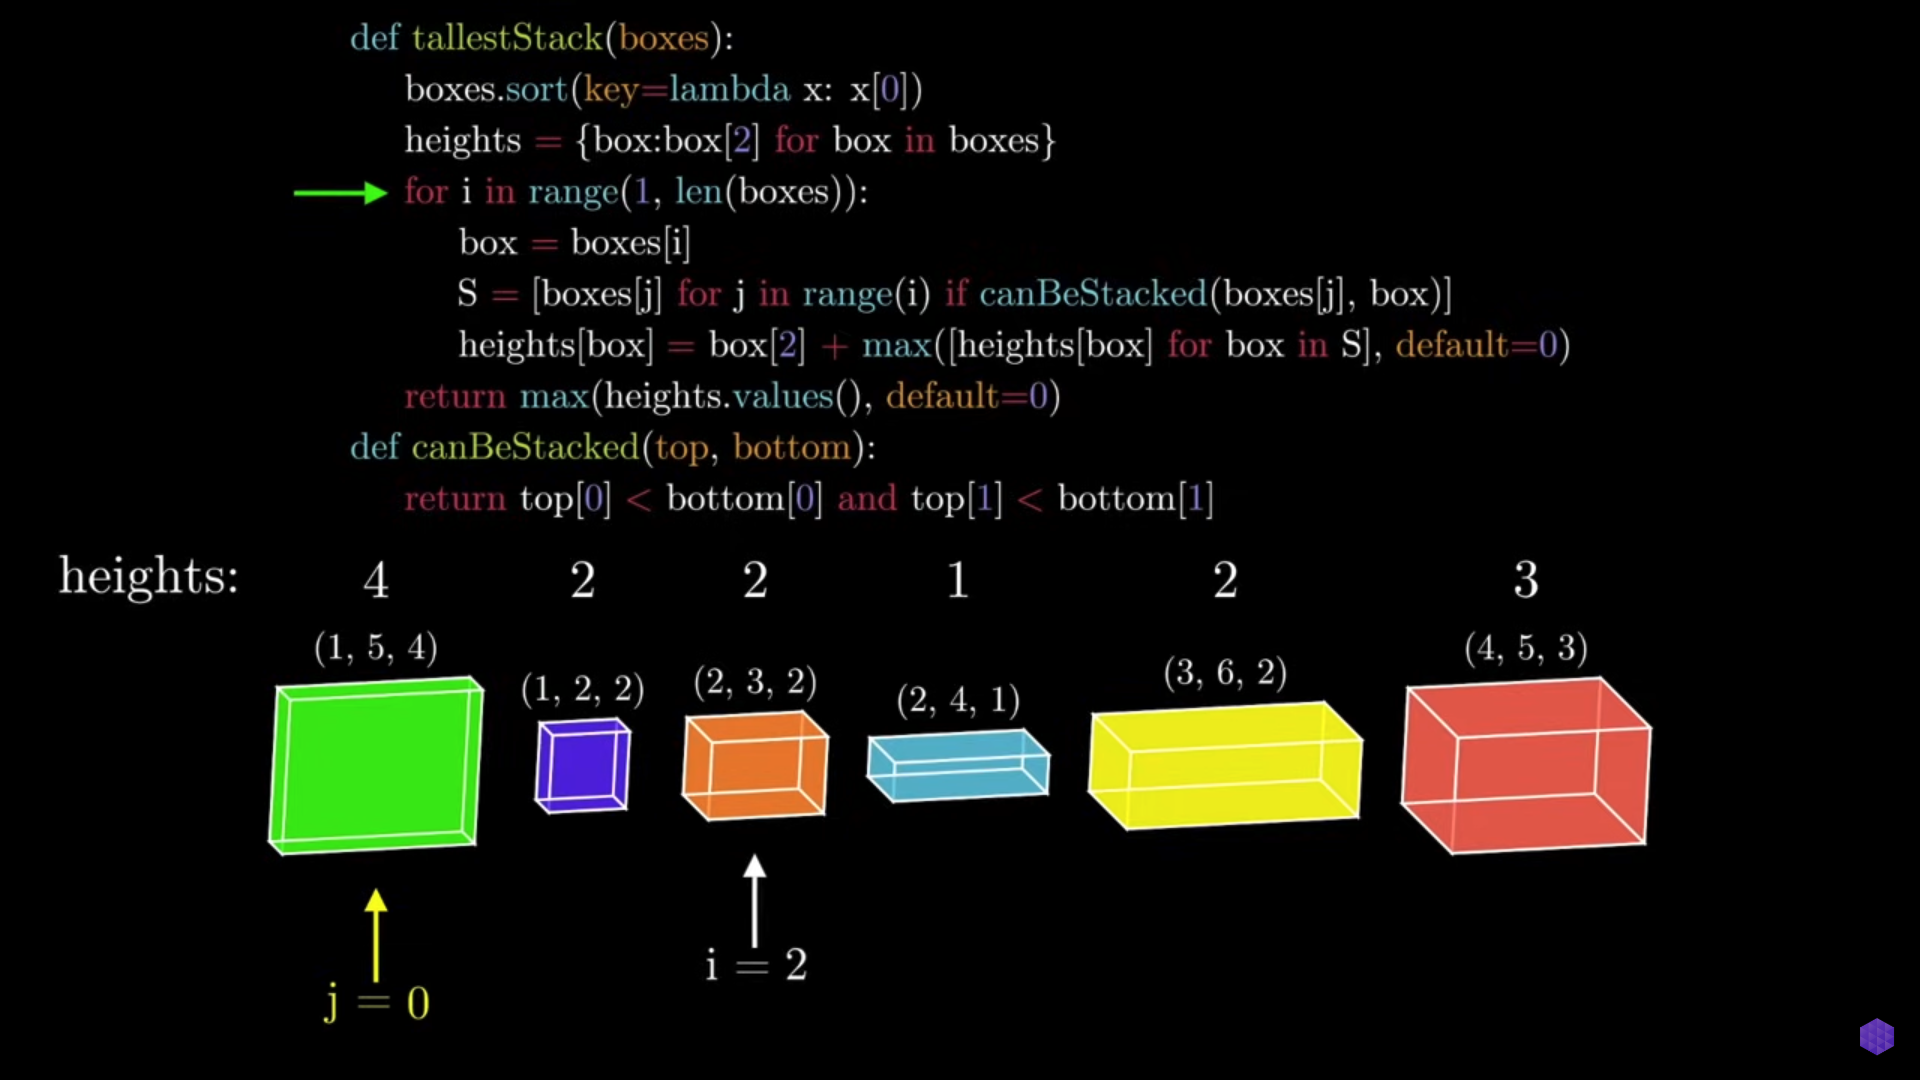 def tallestStack(boxes):
boxes.sort(key=lambda x: x[0])
heights = {box:box[2] for box in boxes}
for i in range(1, len(boxes)):
box = boxes[i]
S = [boxes[j] for j in range(i) if canBeStacked(boxes[j], box)]
heights[box] = box[2] + max([heights[box] for box in S], default=0)
return max(heights.values(), default=0)
def canBeStacked(top, bottom):
return top[0] < bottom[0] and top[1] < bottom[1]
heights: 4 2 2 1 2 3
(1, 5, 4) (1, 2, 2) (2, 3, 2) (2, 4, 1) (3, 6, 2) (4, 5, 3)
i = 2
j = 0